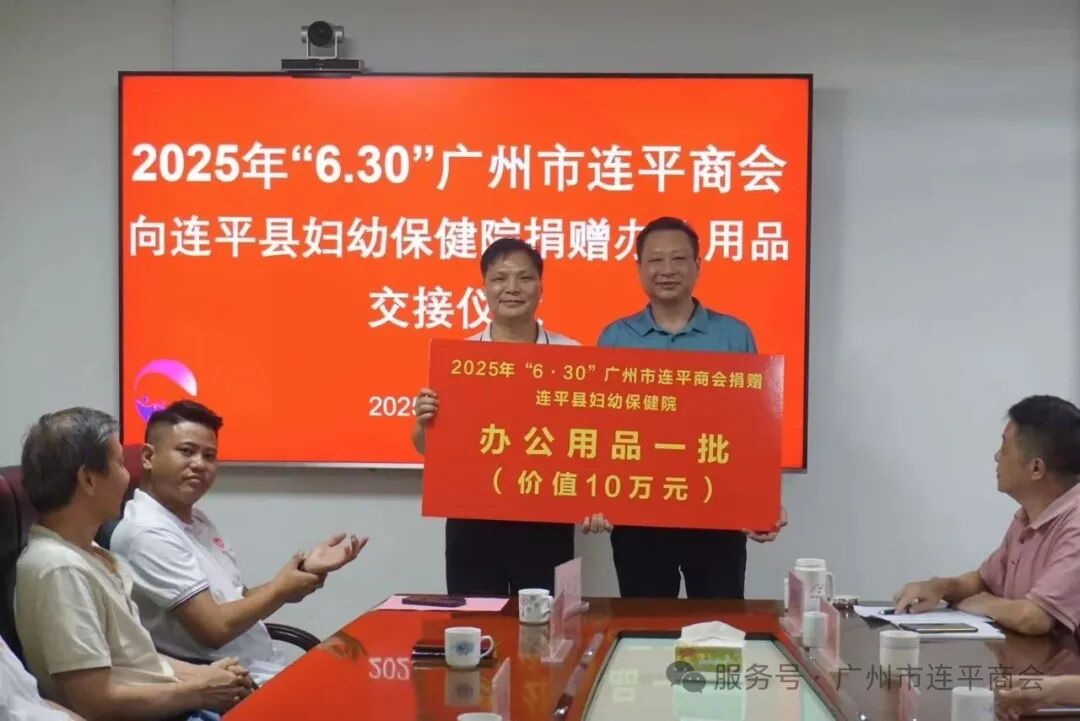 2025年“6.30”广州市连平商会
向连平县妇幼保健院捐赠办 用品
交接仪
2025
2025年“6·30”广州市连平商会捐赠
连平县妇幼保健院
办公用品一批
（价值10万元）
服务号·广州市连平商会